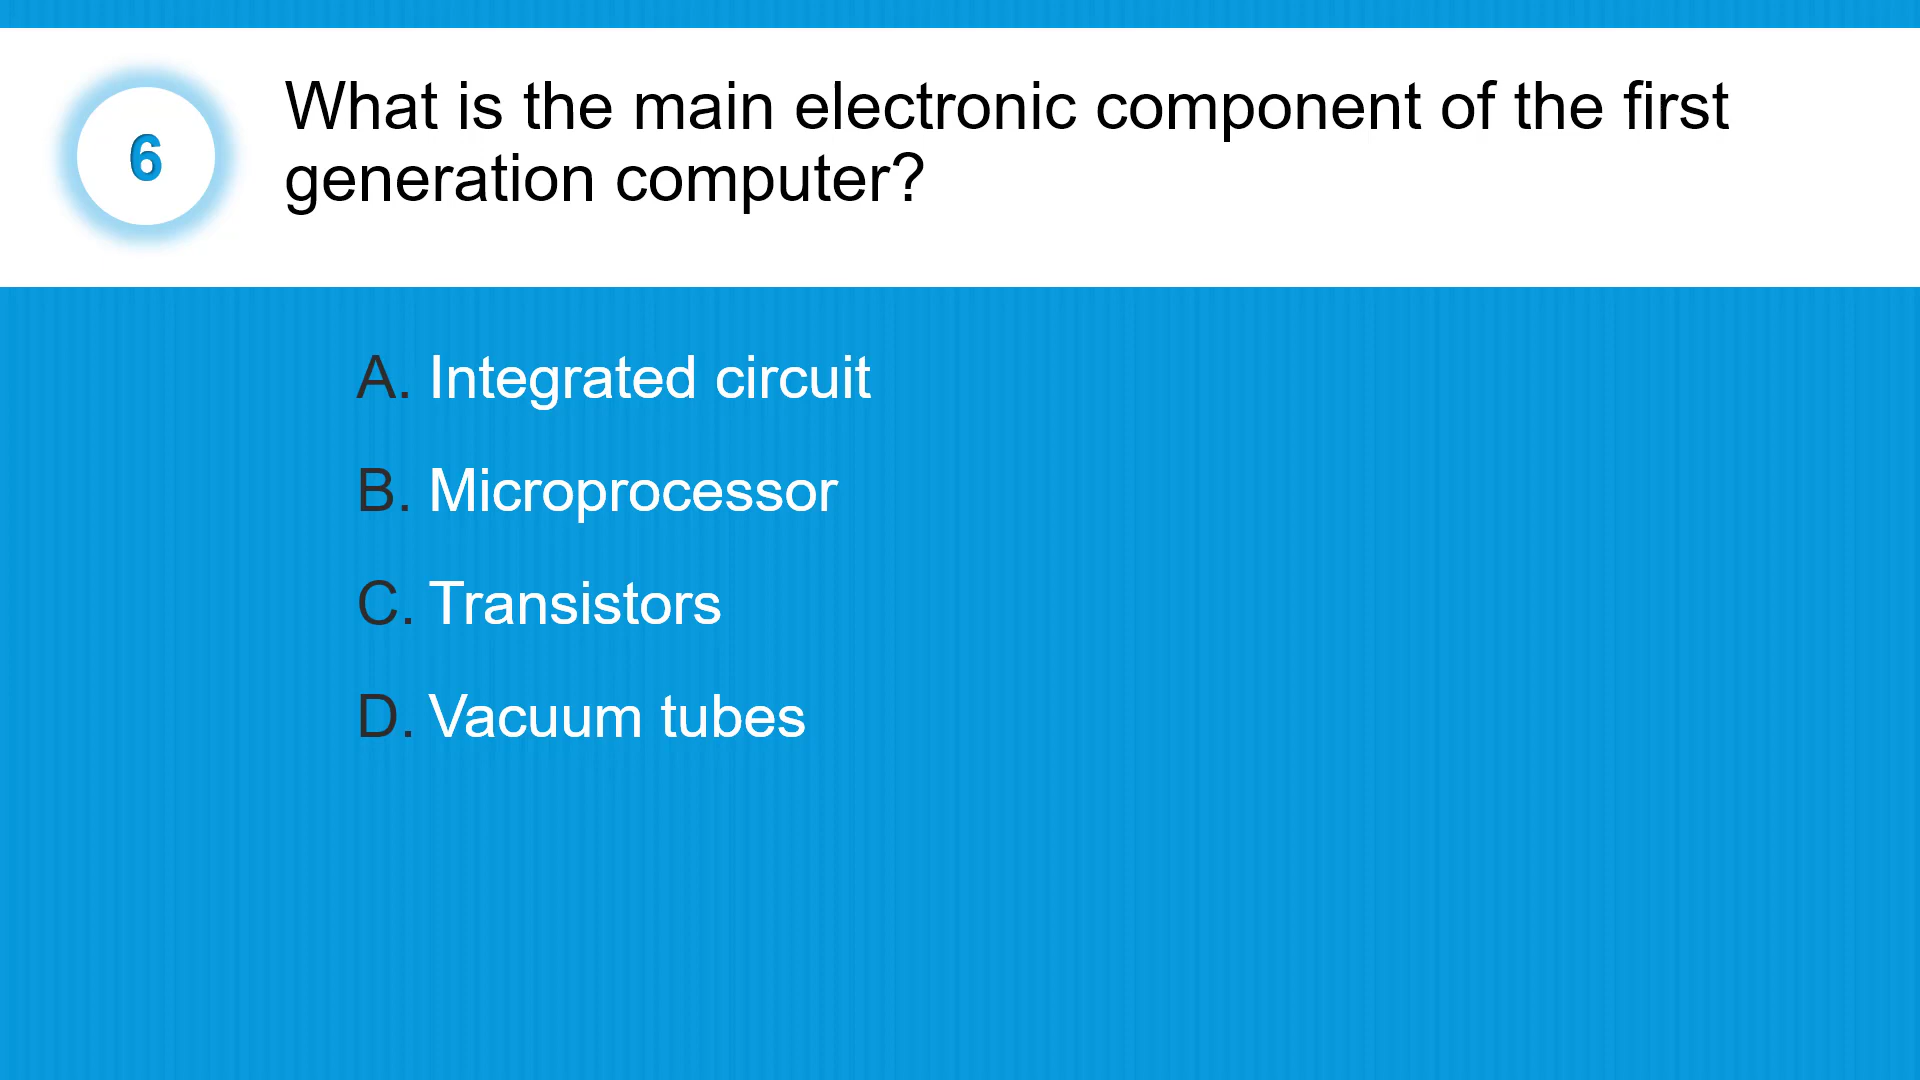 6
What is the main electronic component of the first
generation computer?
A. Integrated circuit
B. Microprocessor
C. Transistors
D. Vacuum tubes